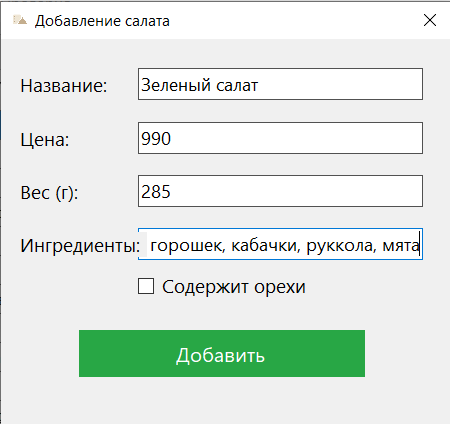 Добавление салата
Название: Зеленый салат
Цена: 990
Вес (г): 285
Ингредиенты: горошек, кабачки, руккола, мята
Содержит орехи
Добавить